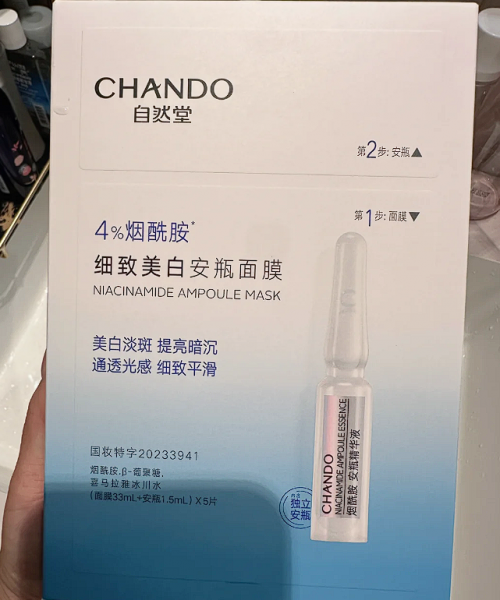 CHANDO
自然堂
第2步:安瓶▲
第1步:面膜▼
4%烟酰胺*
细致美白安瓶面膜
NIACINAMIDE AMPOULE MASK
美白淡斑 提亮暗沉
通透光感 细致平滑
国妆特字20233941
烟酰胺.β-葡聚糖.
喜马拉雅冰川水
(面膜33mL+安瓶1.5mL) X5片
独立
安瓶
CHANDO
NIACINAMIDE AMPOULE ESSENCE
烟酰胺 安瓶精华液